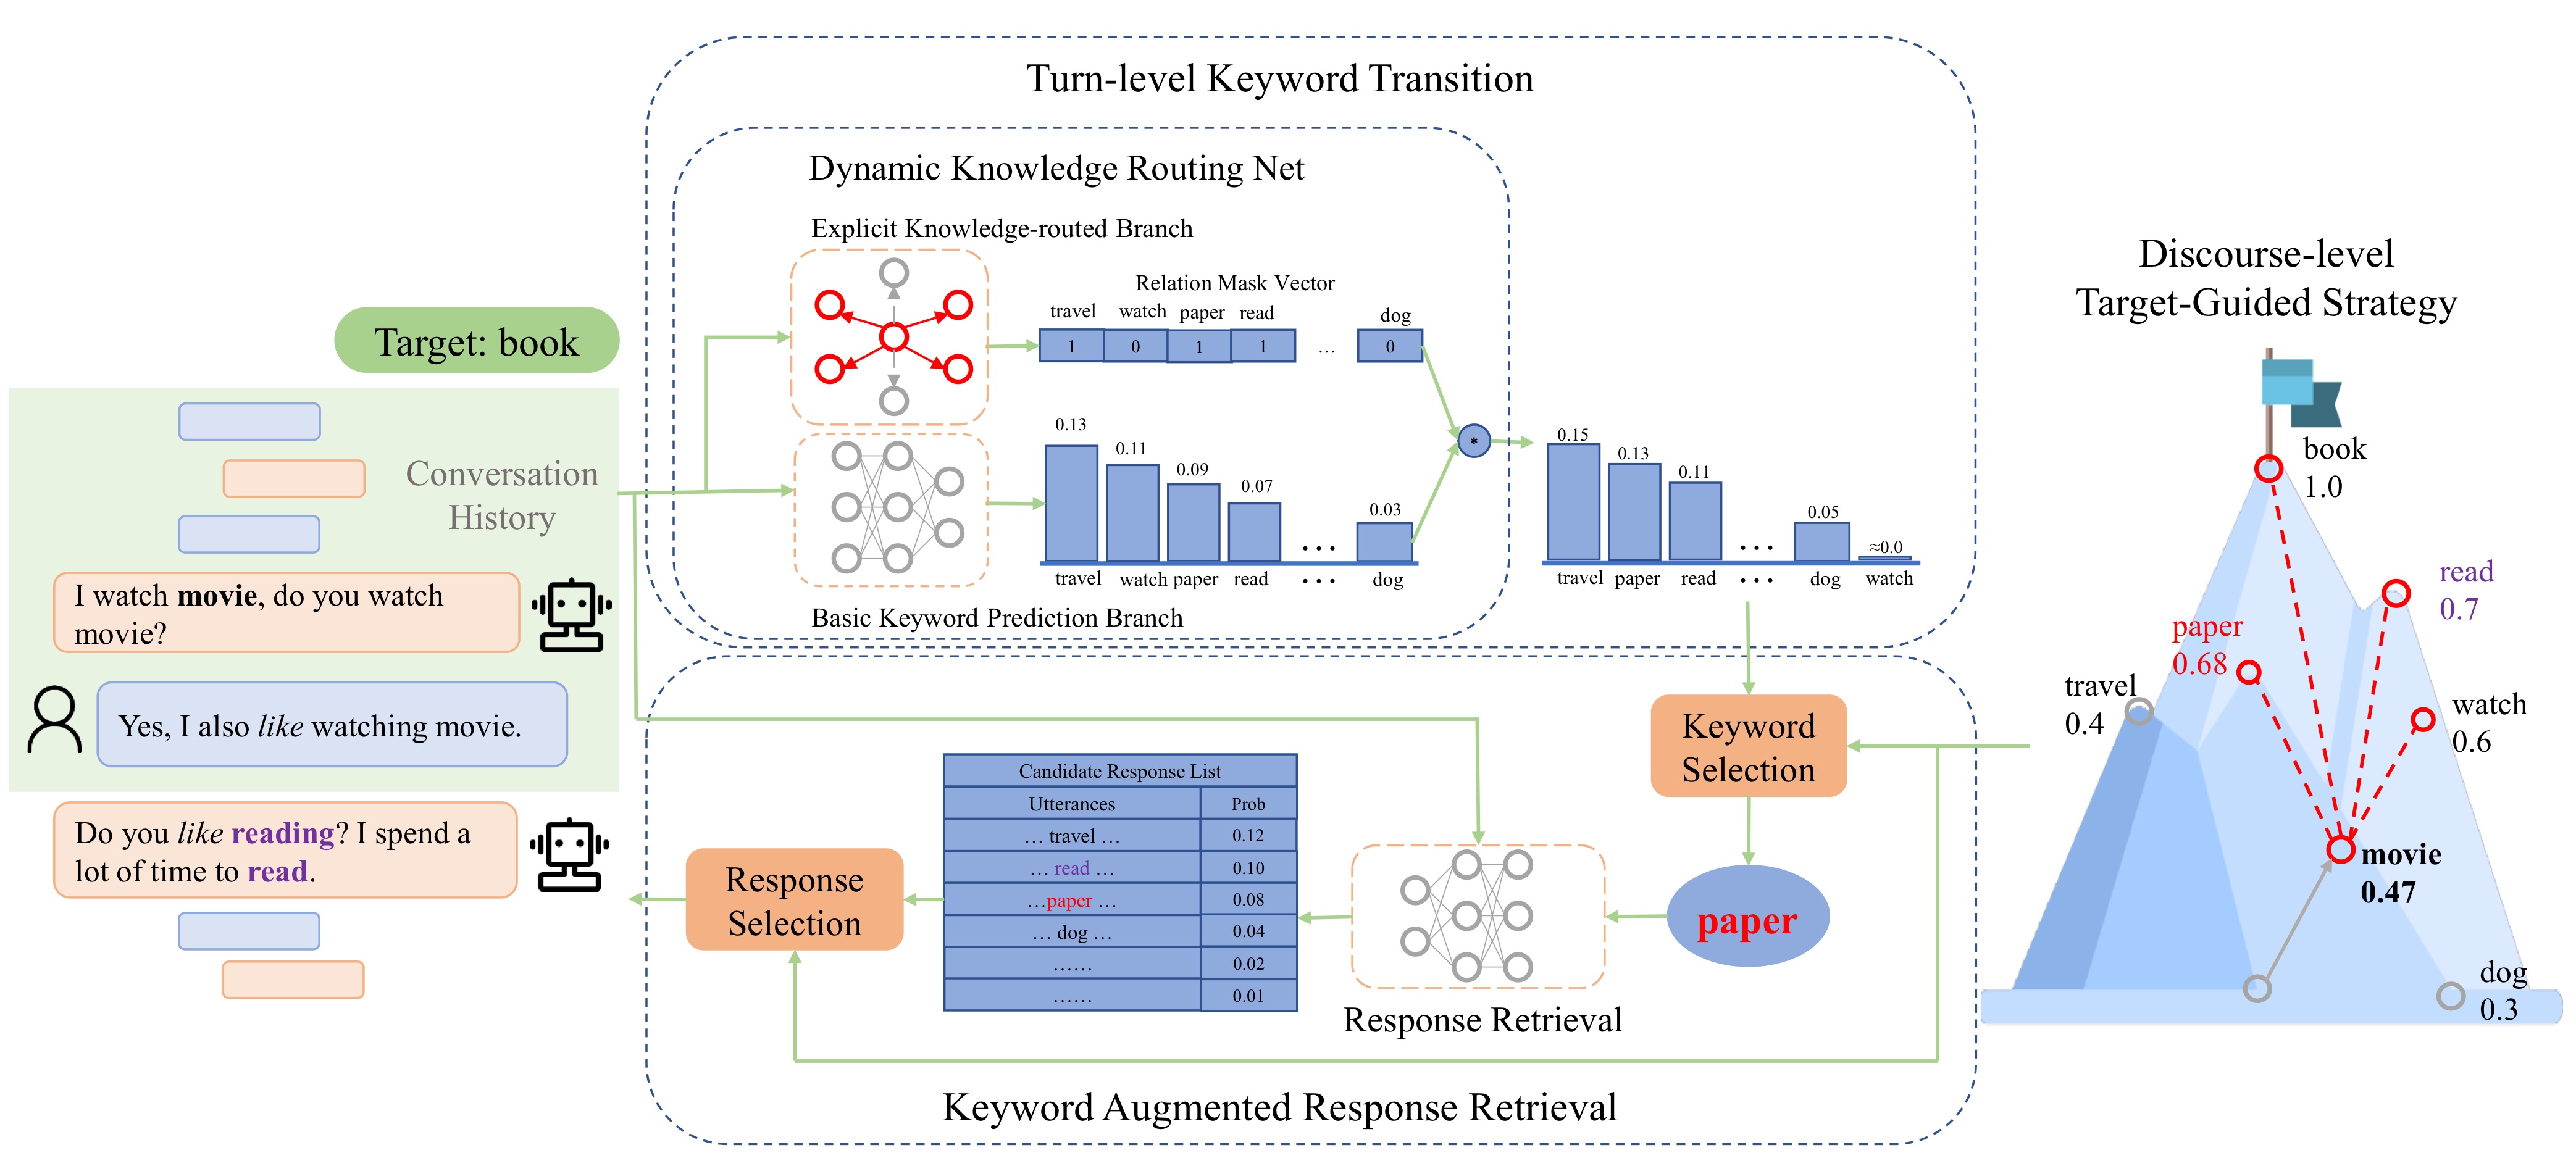 Turn-level Keyword Transition
Dynamic Knowledge Routing Net
Explicit Knowledge-routed Branch
Relation Mask Vector
travel watch paper read dog
1 0 1 1 ... 0
0.13
0.11
0.09
0.07
0.03
...
travel watch paper read ... dog
Basic Keyword Prediction Branch
*
0.15
0.13
0.11
0.05
≈0.0
...
travel paper read ... dog watch
Target: book
Conversation
History
I watch movie, do you watch
movie?
Yes, I also like watching movie.
Do you like reading? I spend a
lot of time to read.
Keyword
Selection
paper
Response Retrieval
Candidate Response List
Utterances Prob
... travel ... 0.12
... read ... 0.10
...paper ... 0.08
... dog ... 0.04
...... 0.02
...... 0.01
Response
Selection
Keyword Augmented Response Retrieval
Discourse-level
Target-Guided Strategy
book
1.0
read
0.7
paper
0.68
travel
0.4
watch
0.6
movie
0.47
dog
0.3